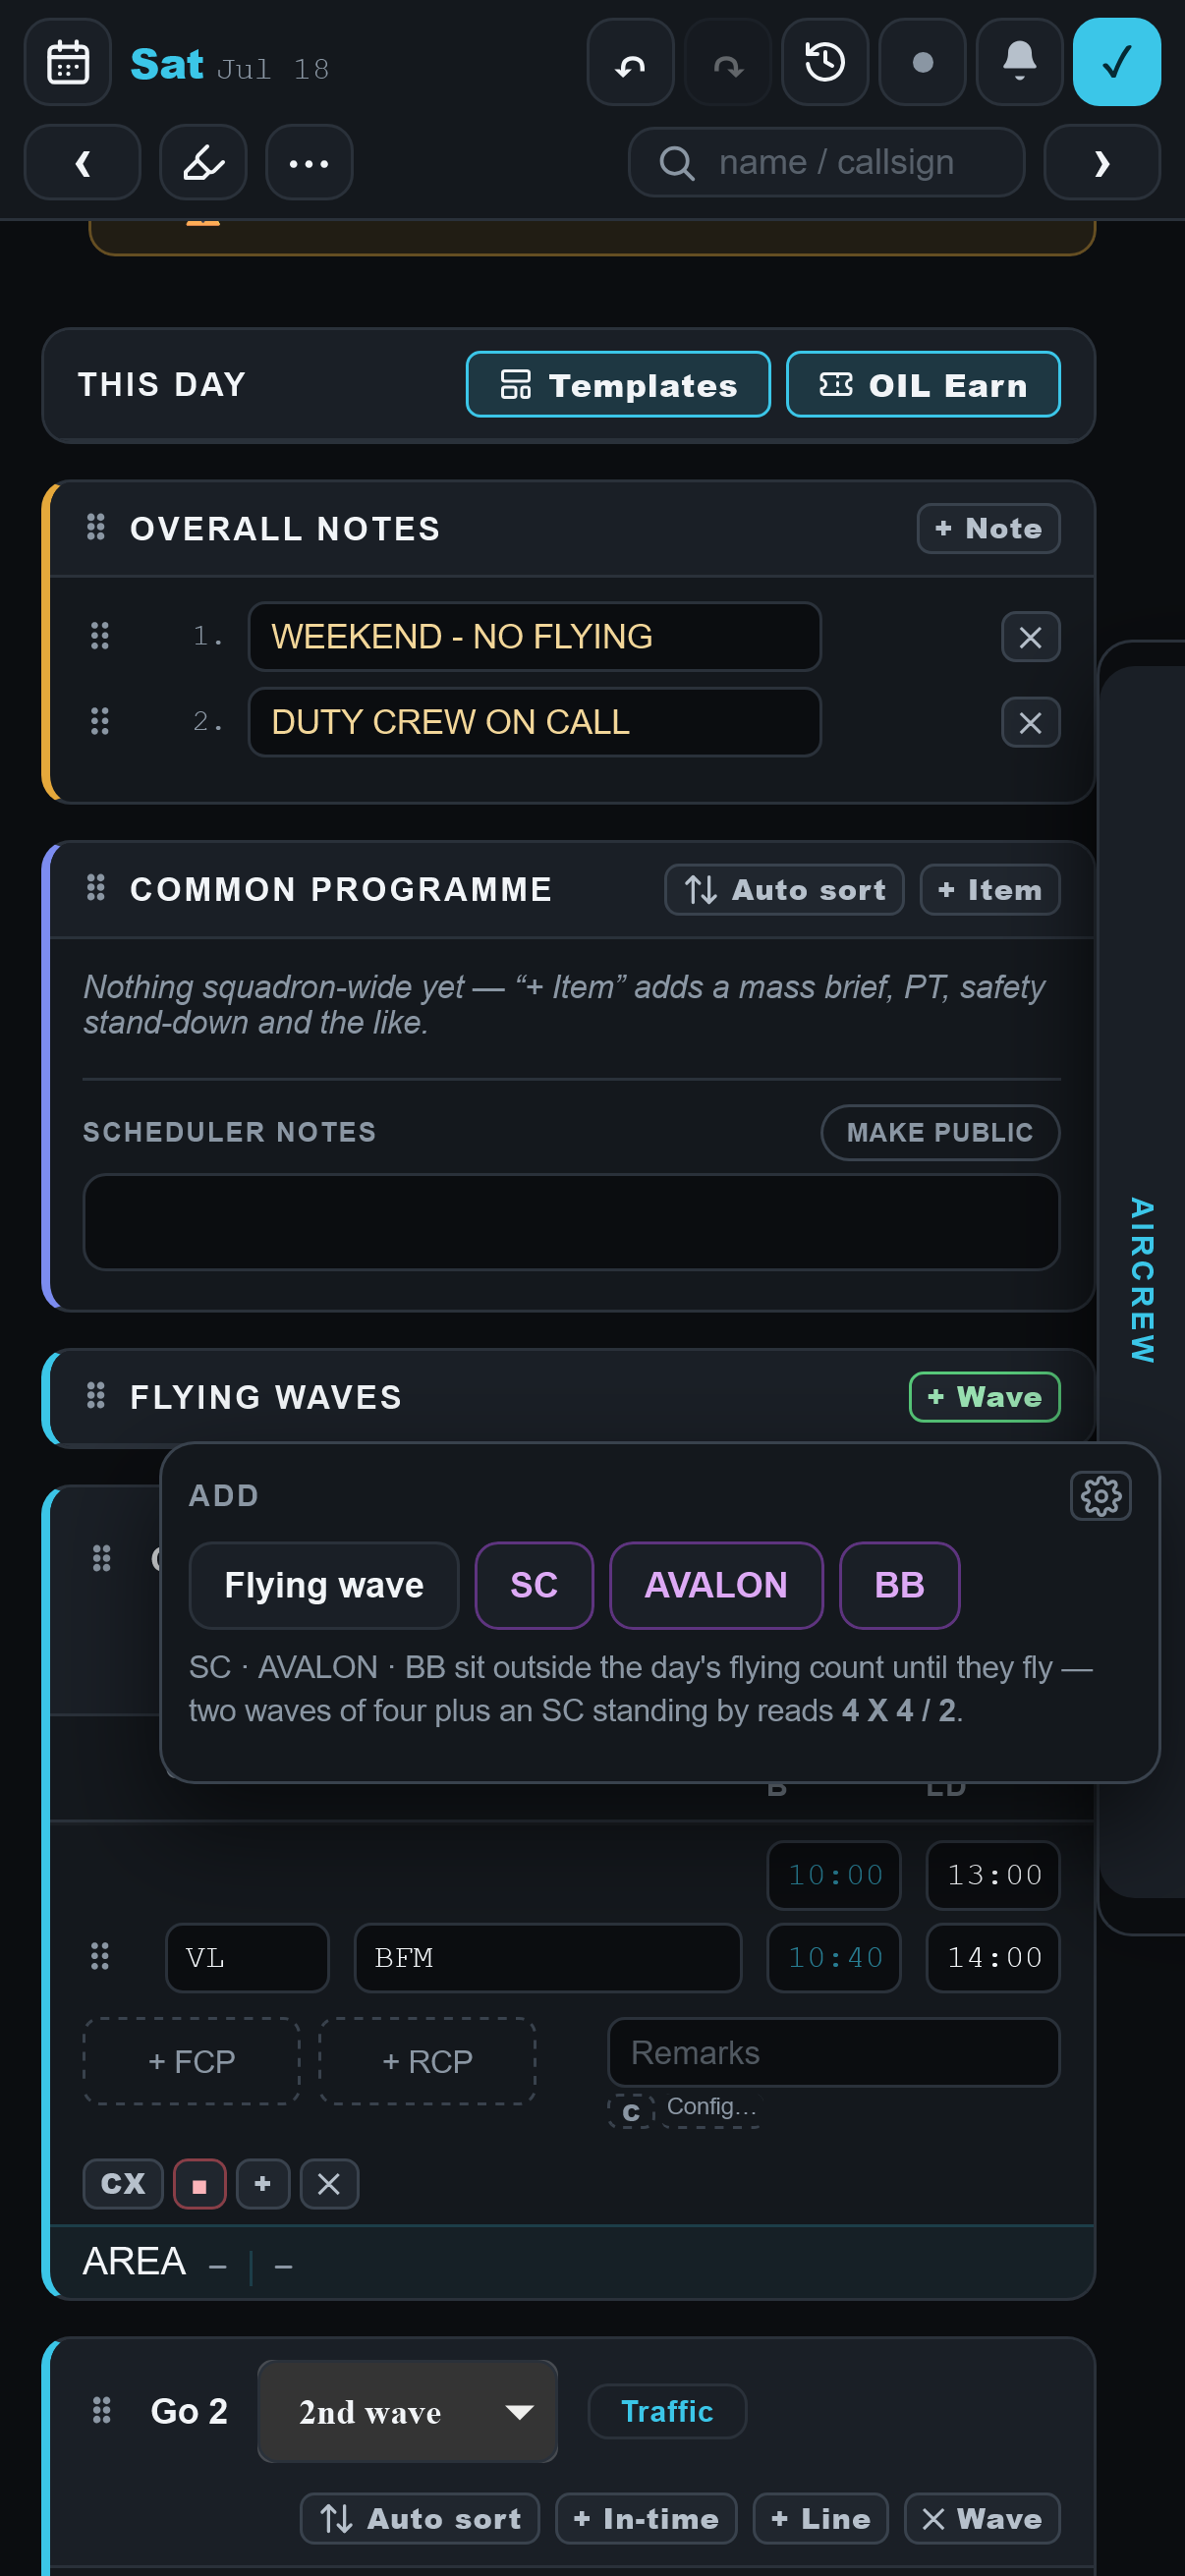 Sat Jul 18
name / callsign
THIS DAY
Templates
OIL Earn
OVERALL NOTES
+ Note
1. WEEKEND - NO FLYING
2. DUTY CREW ON CALL
COMMON PROGRAMME
Auto sort
+ Item
Nothing squadron-wide yet — “+ Item” adds a mass brief, PT, safety
stand-down and the like.
SCHEDULER NOTES
MAKE PUBLIC
AIRCREW
FLYING WAVES
+ Wave
ADD
Flying wave
SC
AVALON
BB
SC · AVALON · BB sit outside the day's flying count until they fly —
two waves of four plus an SC standing by reads 4 X 4 / 2.
B
LD
10:00
13:00
VL
BFM
10:40
14:00
+ FCP
+ RCP
Remarks
C
Config...
CX
+
AREA – | –
Go 2
2nd wave
Traffic
Auto sort
+ In-time
+ Line
Wave